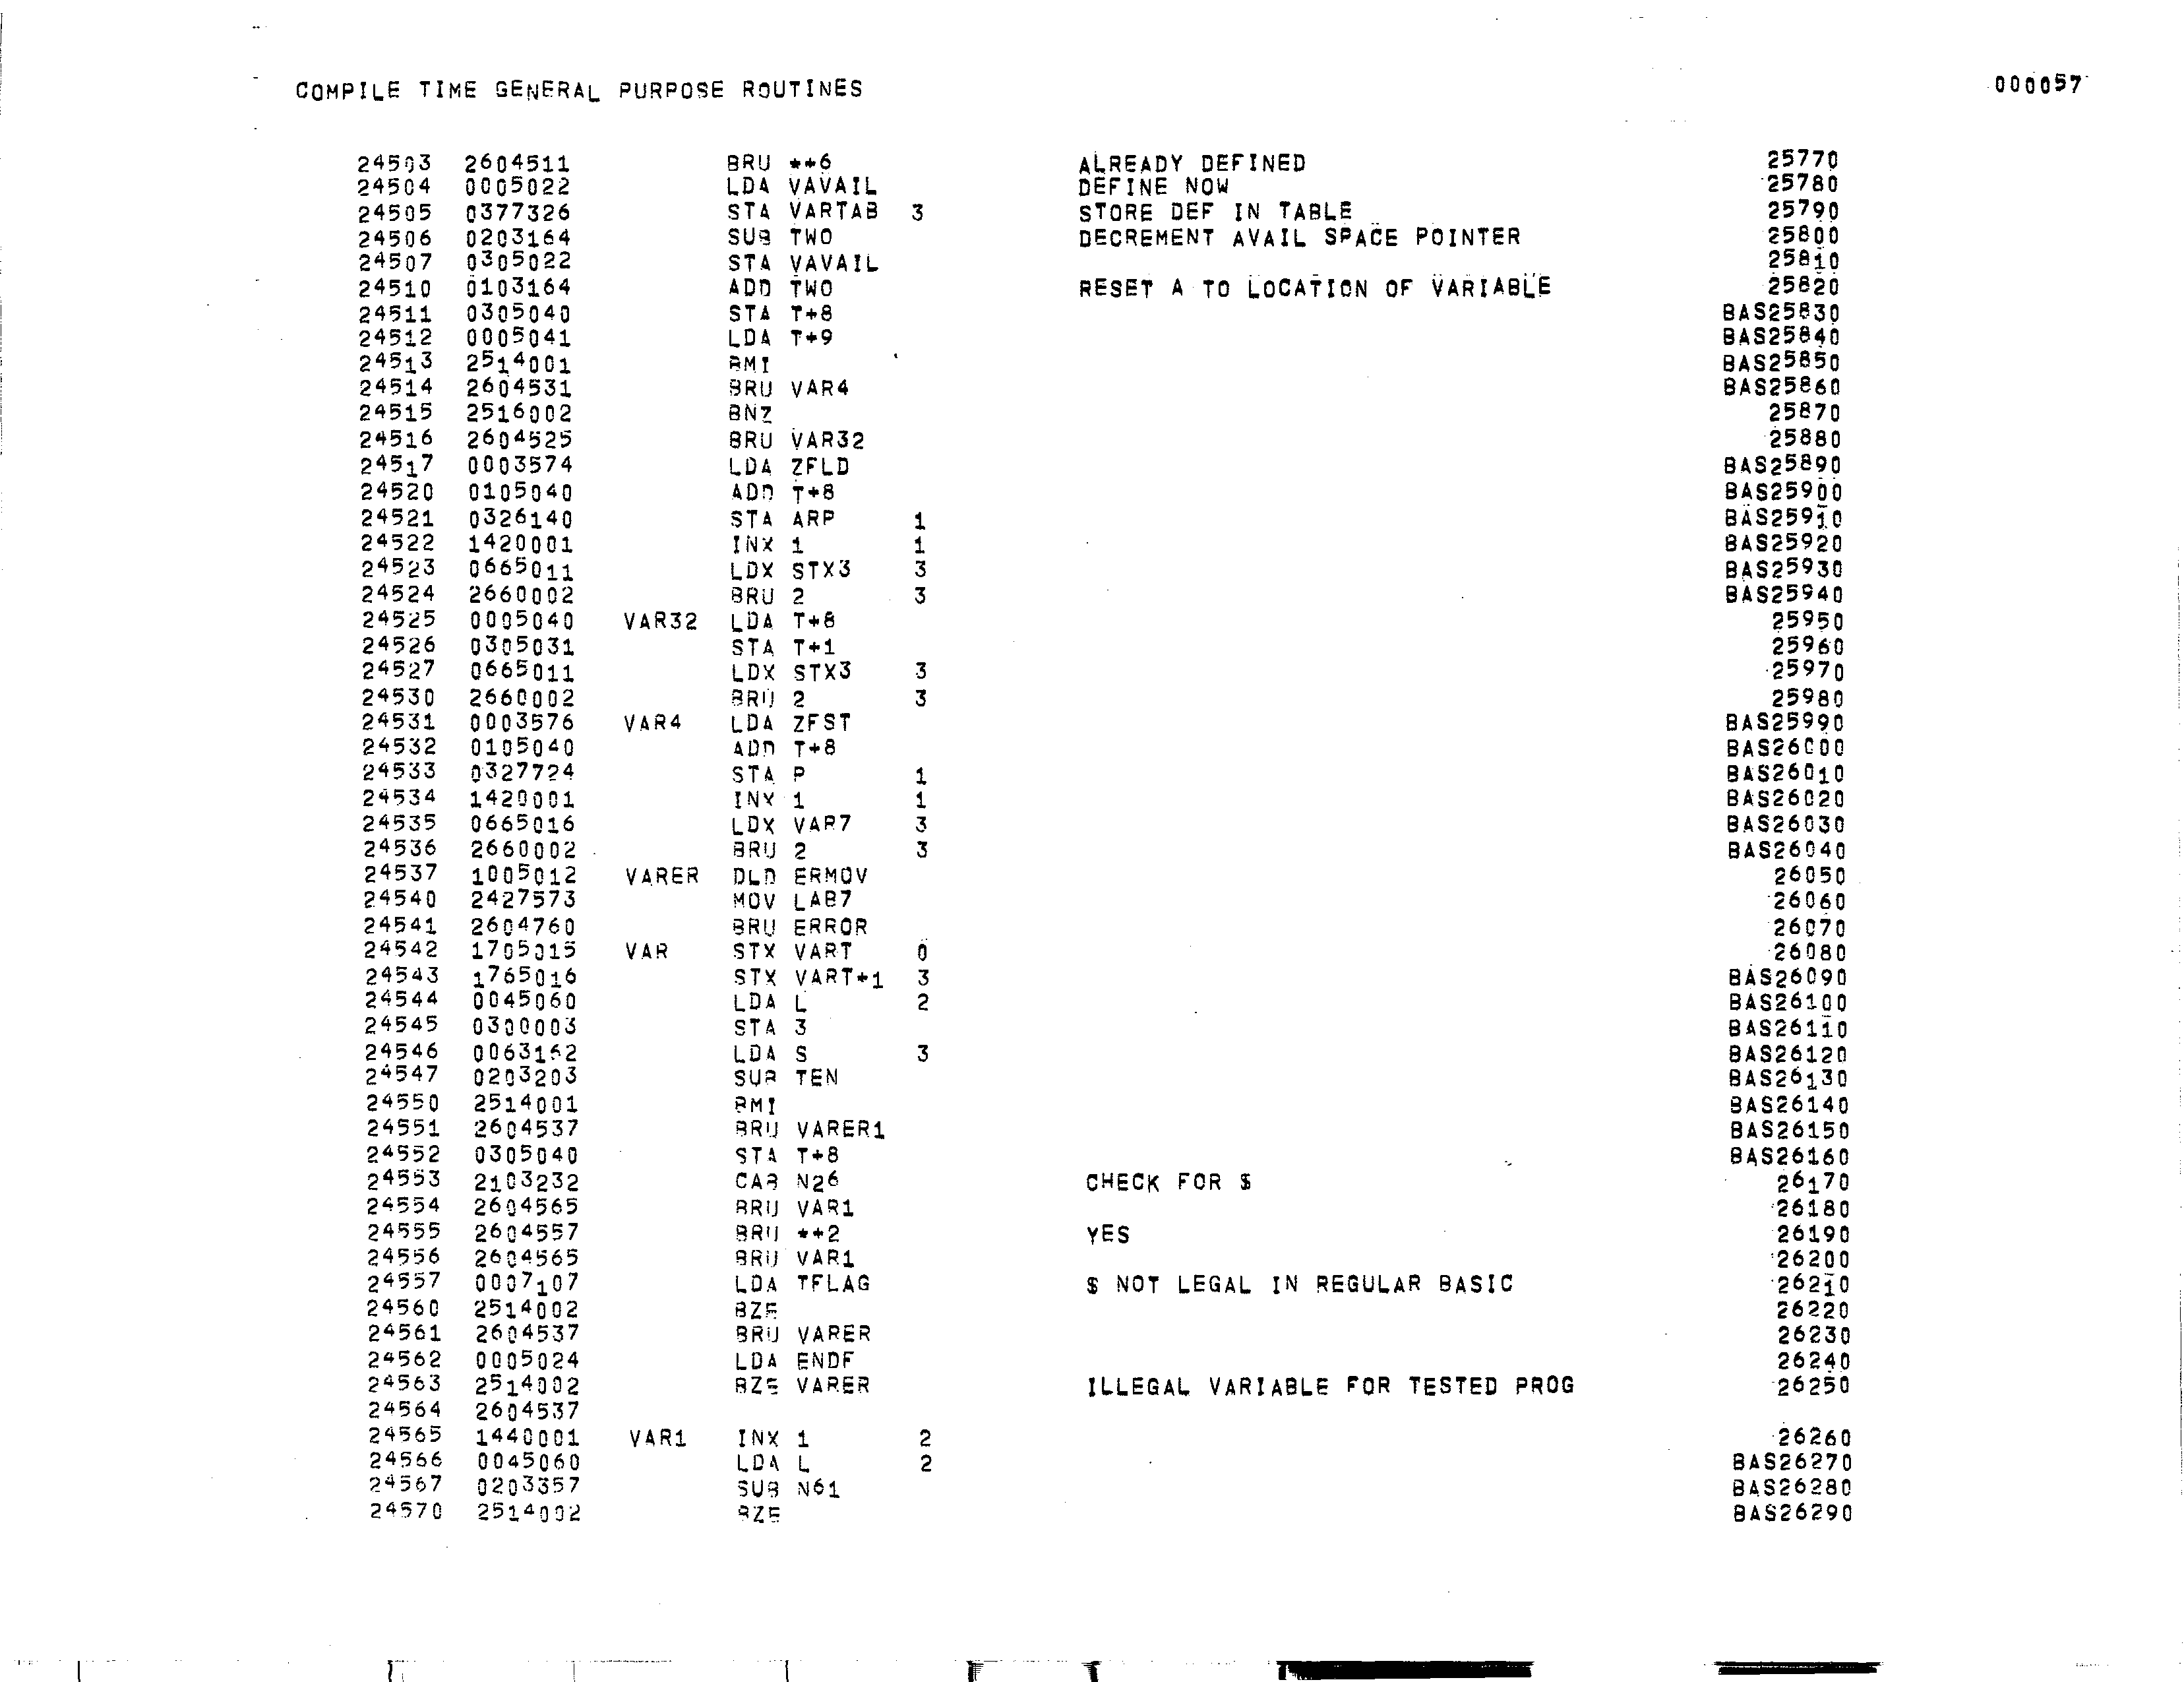 COMPILE TIME GENERAL PURPOSE ROUTINES 000057
24503 2604511 BRU *+6 ALREADY DEFINED 25770
24504 0005022 LDA VAVAIL DEFINE NOW 25780
24505 0377326 STA VARTAB 3 STORE DEF IN TABLE 25790
24506 0203164 SUB TWO DECREMENT AVAIL SPACE POINTER 25800
24507 0305022 STA VAVAIL 25810
24510 0103164 ADD TWO RESET A TO LOCATION OF VARIABLE 25820
24511 0305040 STA T+8 BAS25830
24512 0005041 LDA T+9 BAS25840
24513 2514001 BMI BAS25850
24514 2604531 BRU VAR4 BAS25860
24515 2516002 BNZ 25870
24516 2604525 BRU VAR32 25880
24517 0003574 LDA ZFLD BAS25890
24520 0105040 ADD T+8 BAS25900
24521 0326140 STA ARP 1 BAS25910
24522 1420001 INX 1 1 BAS25920
24523 0665011 LDX STX3 3 BAS25930
24524 2660002 BRU 2 3 BAS25940
24525 0005040 VAR32 LDA T+8 25950
24526 0305031 STA T+1 25960
24527 0665011 LDX STX3 3 25970
24530 2660002 BRU 2 3 25980
24531 0003576 VAR4 LDA ZFST BAS25990
24532 0105040 ADD T+8 BAS26000
24533 0327724 STA P 1 BAS26010
24534 1420001 INX 1 1 BAS26020
24535 0665016 LDX VAR7 3 BAS26030
24536 2660002 BRU 2 3 BAS26040
24537 1005012 VARER DLD ERMOV 26050
24540 2427573 MOV LAB7 26060
24541 2604760 BRU ERROR 26070
24542 1705015 VAR STX VART 0 26080
24543 1765016 STX VART+1 3 BAS26090
24544 0045060 LDA L 2 BAS26100
24545 0300003 STA 3 BAS26110
24546 0063162 LDA S 3 BAS26120
24547 0203203 SUB TEN BAS26130
24550 2514001 BMI BAS26140
24551 2604537 BRU VARER1 BAS26150
24552 0305040 STA T+8 BAS26160
24553 2103232 CAB N26 CHECK FOR $ 26170
24554 2604565 BRU VAR1 26180
24555 2604557 BRU *+2 YES 26190
24556 2604565 BRU VAR1 26200
24557 0007107 LDA TFLAG $ NOT LEGAL IN REGULAR BASIC 26210
24560 2514002 BZE 26220
24561 2604537 BRU VARER 26230
24562 0005024 LDA ENDF 26240
24563 2514002 BZE VARER ILLEGAL VARIABLE FOR TESTED PROG 26250
24564 2604537
24565 1440001 VAR1 INX 1 2 26260
24566 0045060 LDA L 2 BAS26270
24567 0203357 SUB N61 BAS26280
24570 2514002 BZE BAS26290